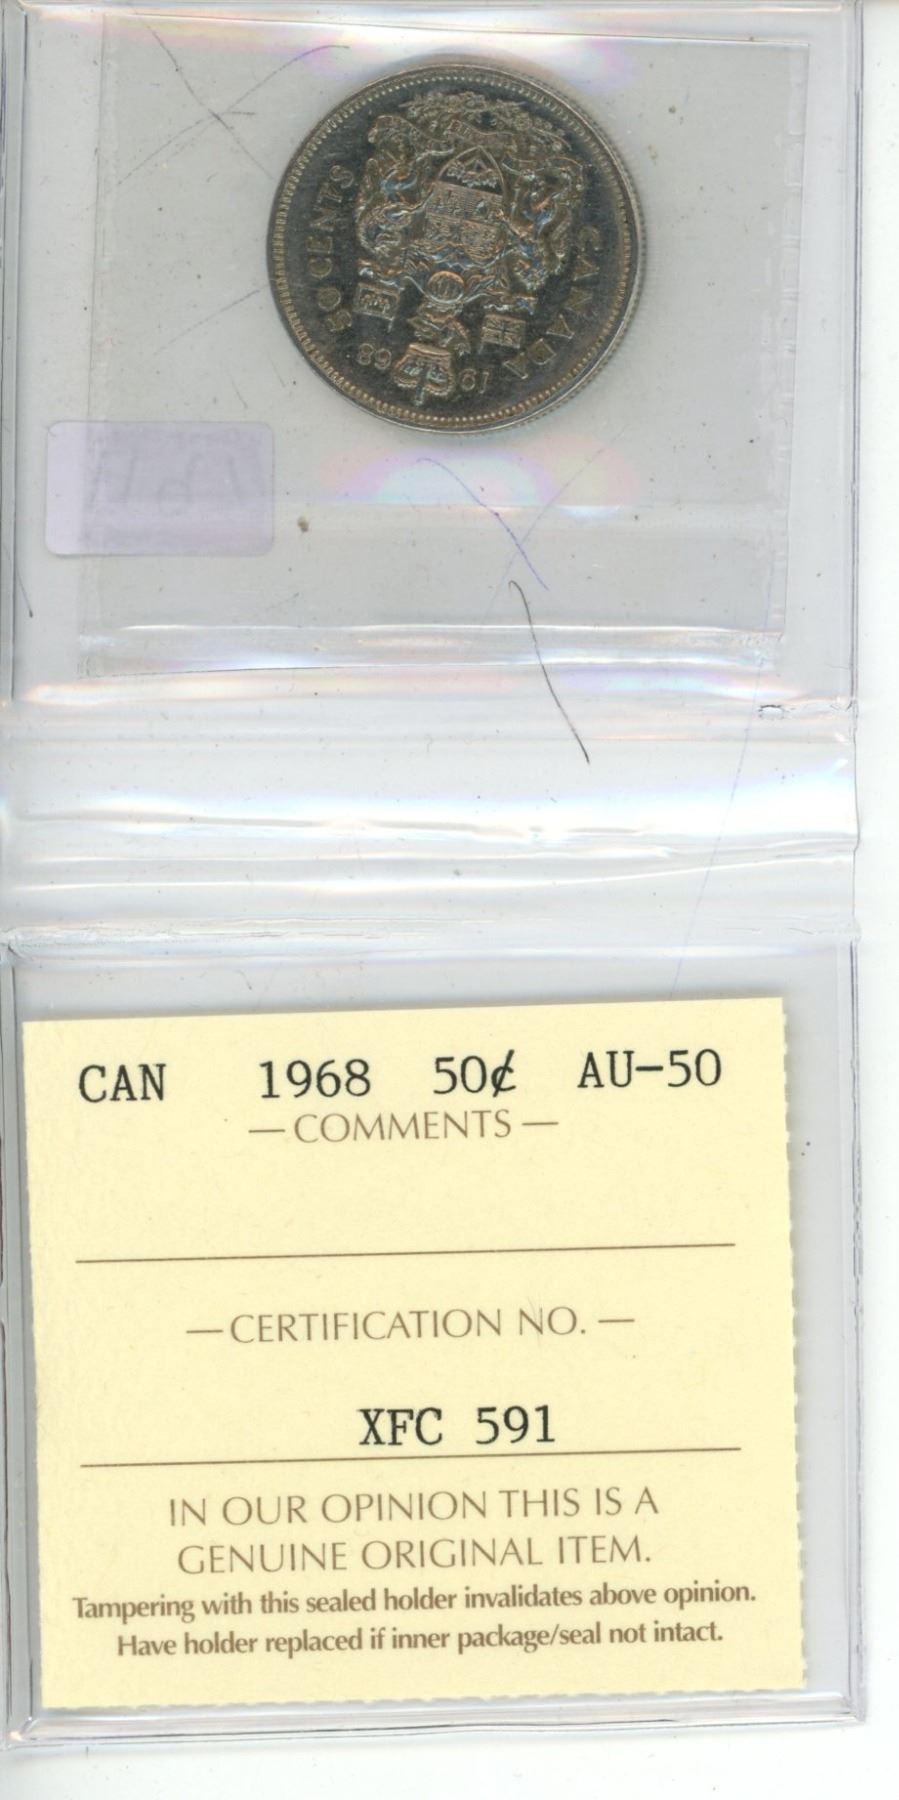 50 CENTS
CANADA
1968
CAN 1968 50¢ AU-50
—COMMENTS—
—CERTIFICATION NO.—
XFC 591
IN OUR OPINION THIS IS A
GENUINE ORIGINAL ITEM.
Tampering with this sealed holder invalidates above opinion.
Have holder replaced if inner package/seal not intact.